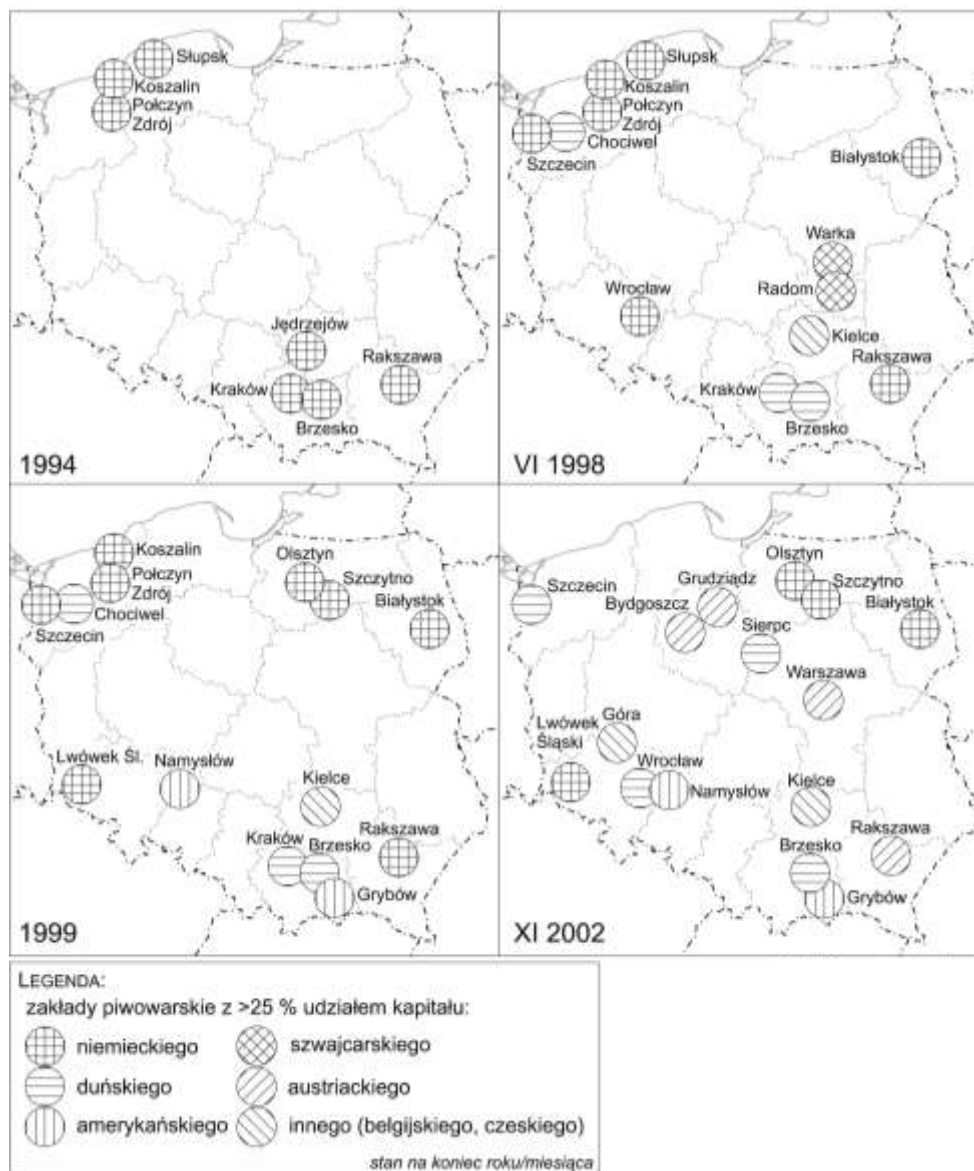 Słupsk
Koszalin
Połczyn
Zdrój
Jędrzejów
Rakszawa
Kraków
Brzesko
1994
Słupsk
Koszalin
Połczyn
Zdrój
Chociwel
Szczecin
Białystok
Warka
Radom
Wrocław
Kielce
Rakszawa
Kraków
Brzesko
VI 1998
Koszalin
Połczyn
Zdrój
Chociwel
Szczecin
Olsztyn
Szczytno
Białystok
Lwówek Śl.
Namysłów
Kielce
Kraków
Brzesko
Rakszawa
Grybów
1999
Szczecin
Olsztyn
Grudziądz
Szczytno
Bydgoszcz
Białystok
Sierpc
Warszawa
Lwówek
Śląski
Góra
Wrocław
Namysłów
Kielce
Brzesko
Rakszawa
Grybów
XI 2002
LEGENDA:
zakłady piwowarskie z >25 % udziałem kapitału:
niemieckiego
szwajcarskiego
duńskiego
austriackiego
amerykańskiego
innego (belgijskiego, czeskiego)
stan na koniec roku/miesiąca